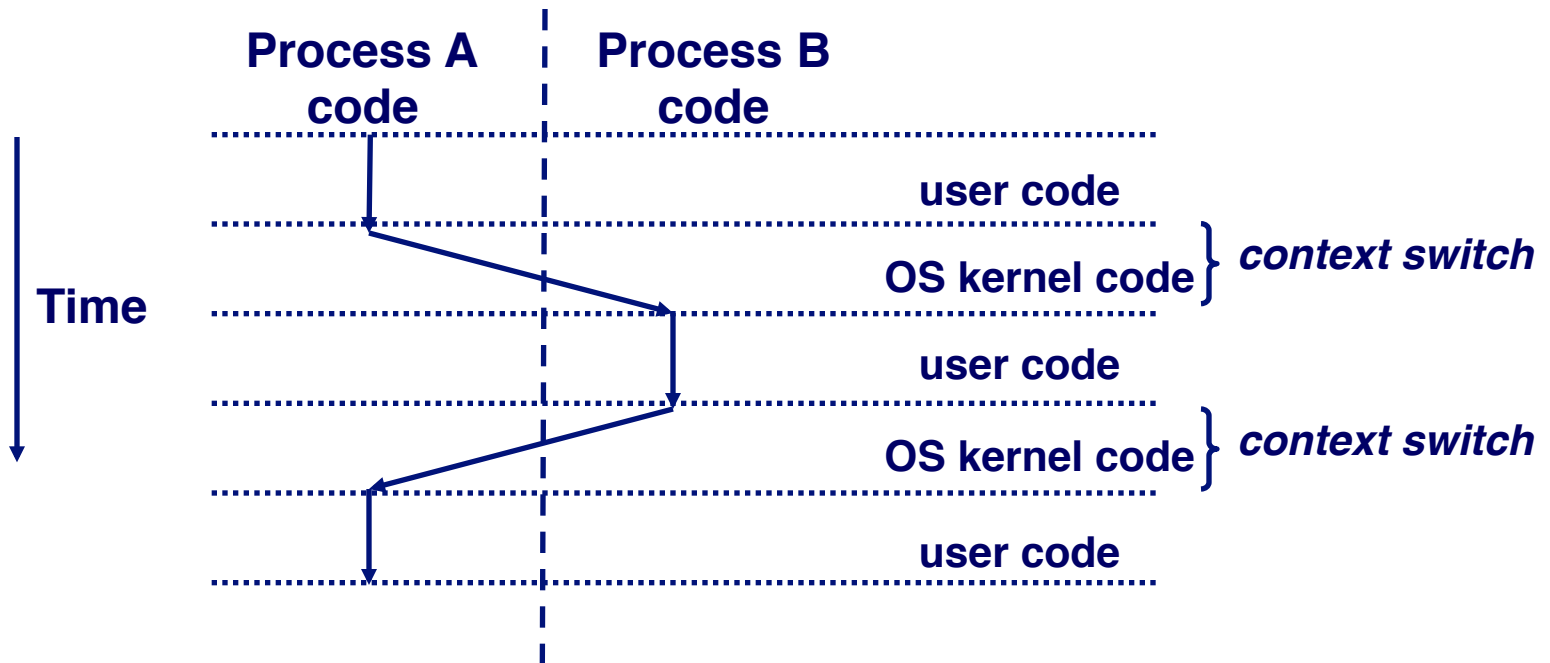 Process A
code
Process B
code
user code
context switch
OS kernel code
Time
user code
context switch
OS kernel code
user code